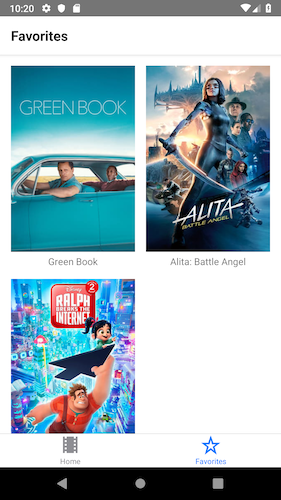 10:20
Favorites
GREEN BOOK
ALITA
BATTLE ANGEL
Green Book
Alita: Battle Angel
Disney
RALPH
BREAKS THE
INTERNET
2
Home
Favorites